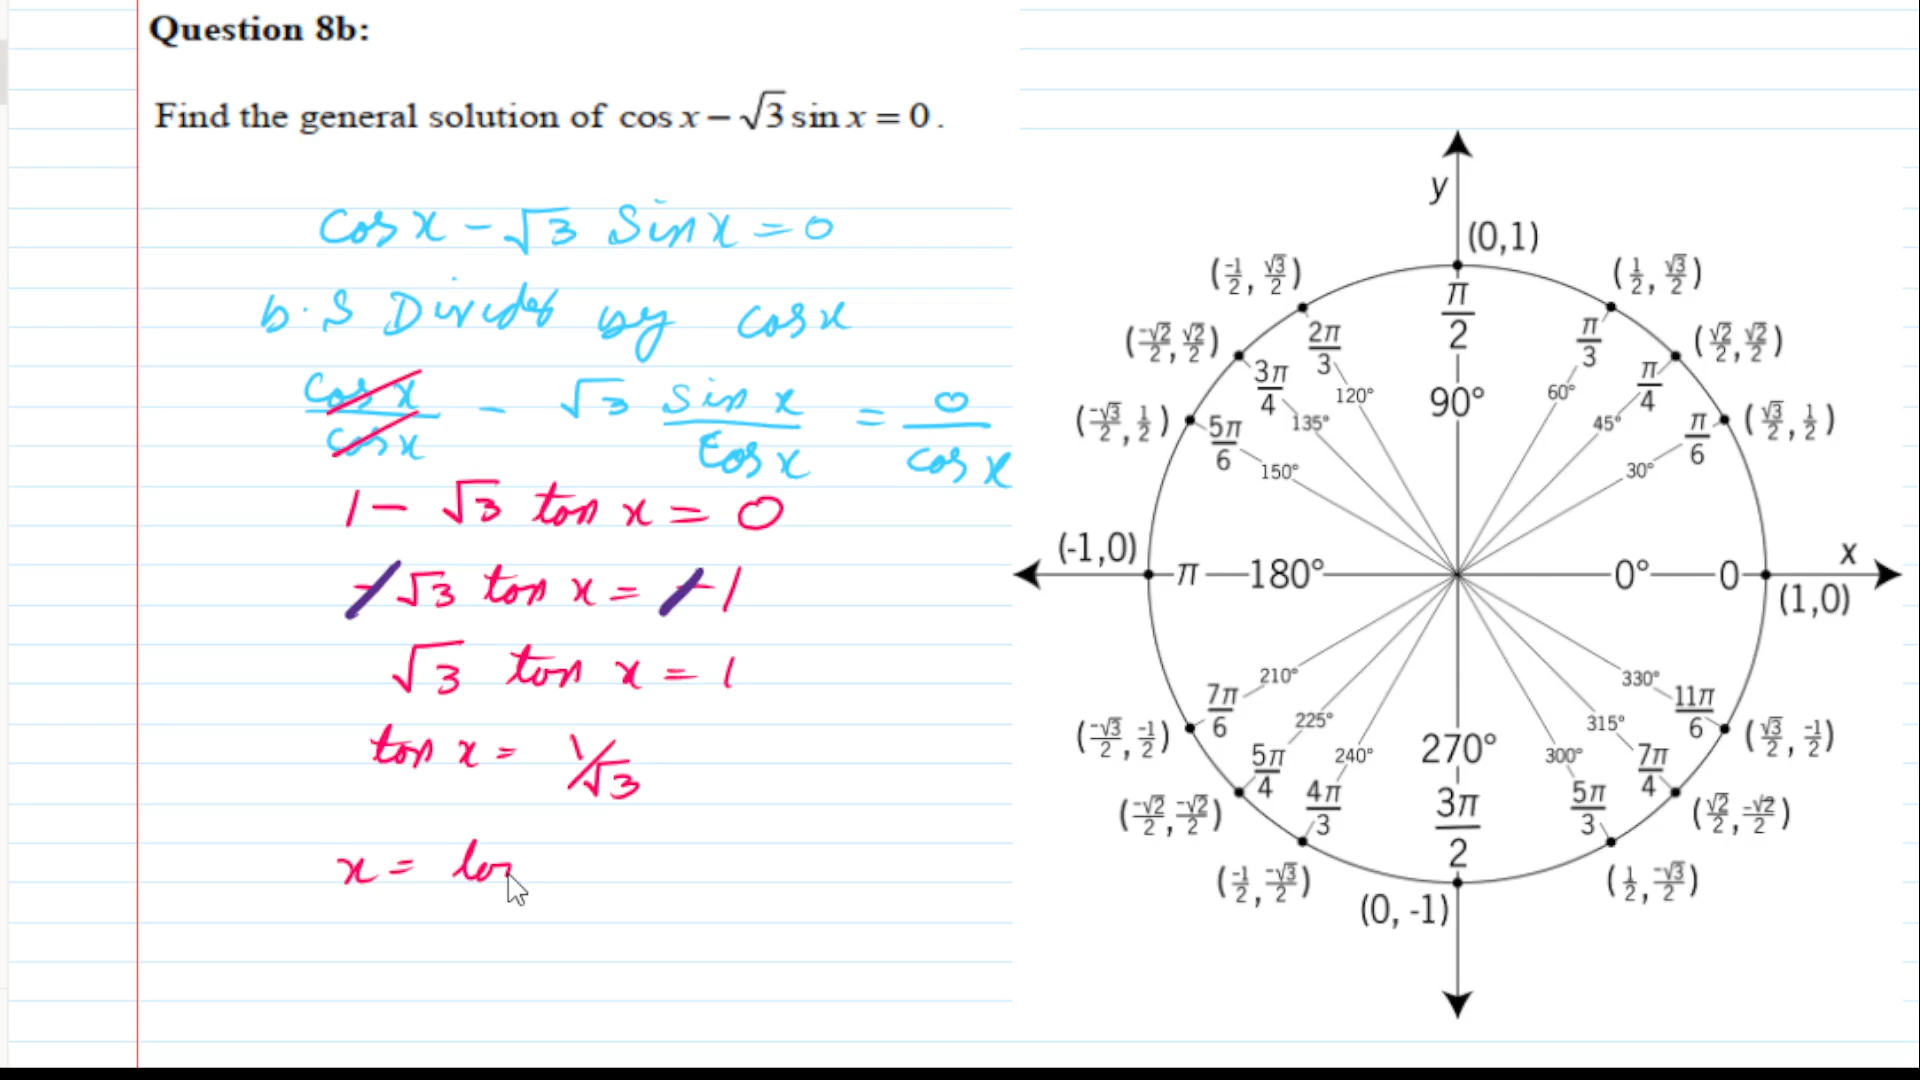 Question 8b:
Find the general solution of cos x − √3 sin x = 0.
Cos x − √3 Sin x = 0
b.S Divides by cos x
cos x/cos x − √3 sin x/cos x = 0/cos x
1 − √3 tan x = 0
−√3 tan x = −1
√3 tan x = 1
tan x = 1/√3
x =
y
(0,1)
(-1/2, √3/2) (1/2, √3/2)
π/2
2π/3 π/3
(-√2/2, √2/2) (√2/2, √2/2)
3π/4 π/4
120° 90° 60°
(-√3/2, 1/2) 135° 45° (√3/2, 1/2)
5π/6 π/6
150° 30°
(-1,0) x
π 180° 0° 0
(1,0)
210° 330°
7π/6 11π/6
(-√3/2, -1/2) 225° 315° (√3/2, -1/2)
240° 270° 300°
5π/4 7π/4
(-√2/2, -√2/2) 4π/3 3π/2 5π/3 (√2/2, -√2/2)
(-1/2, -√3/2) (1/2, -√3/2)
(0, -1)